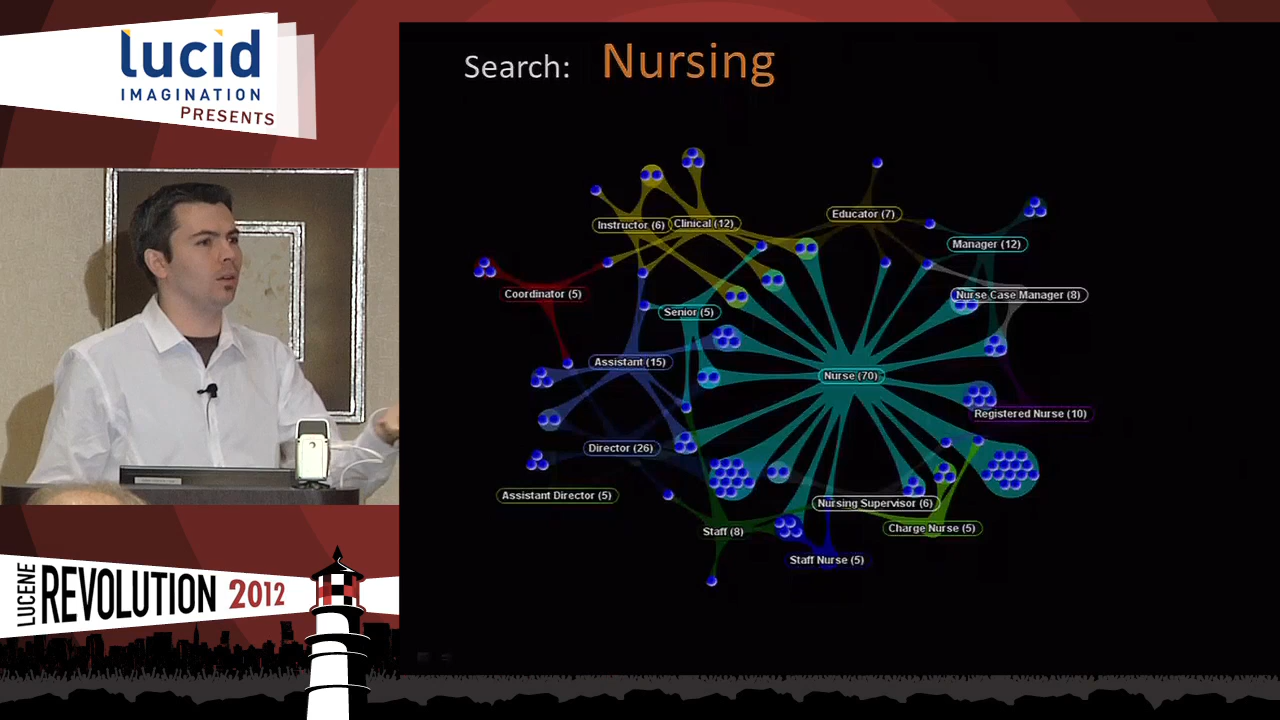 lucid
IMAGINATION
PRESENTS
LUCENE
REVOLUTION 2012
Search: Nursing
Educator (7)
Instructor (6)
Clinical (12)
Manager (12)
Coordinator (5)
Nurse Case Manager (8)
Senior (5)
Assistant (15)
Nurse (70)
Registered Nurse (10)
Director (26)
Assistant Director (5)
Nursing Supervisor (6)
Staff (8)
Charge Nurse (5)
Staff Nurse (5)